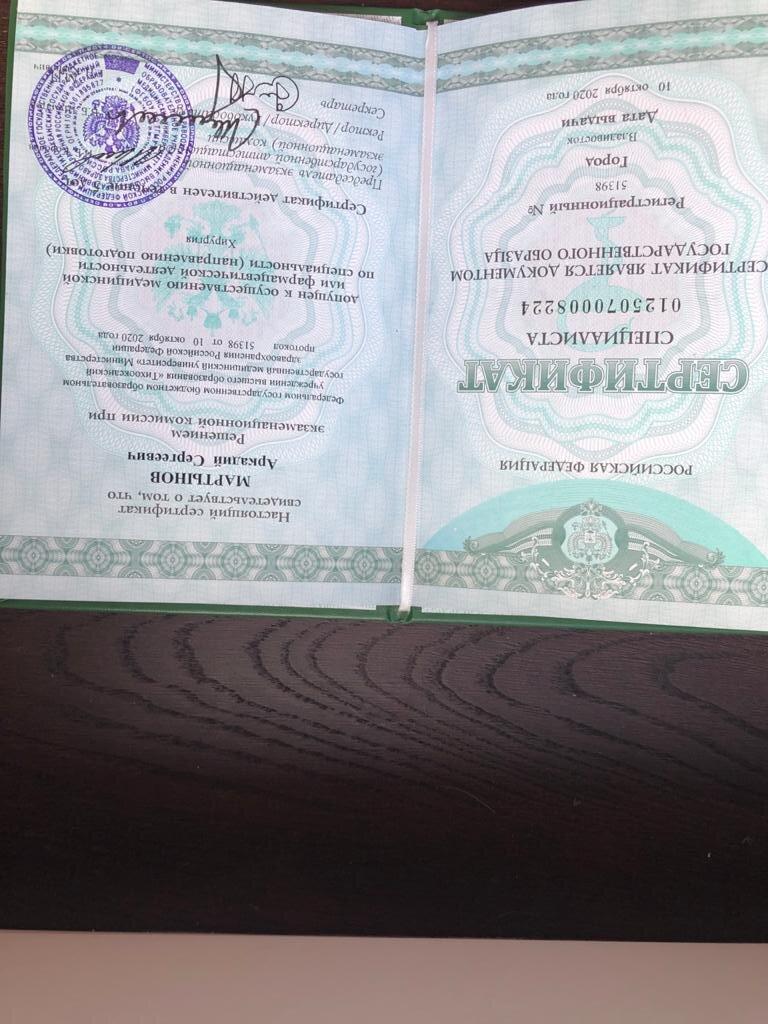 РОССИЙСКАЯ ФЕДЕРАЦИЯ
СЕРТИФИКАТ
СПЕЦИАЛИСТА
0125070008224
СЕРТИФИКАТ ЯВЛЯЕТСЯ ДОКУМЕНТОМ
ГОСУДАРСТВЕННОГО ОБРАЗЦА
Регистрационный № 51398
Город
Владивосток
Дата выдачи
10 октября 2020 года
Настоящий сертификат
свидетельствует о том, что
МАРТЫНОВ
Аркадий Сергеевич
Решением
экзаменационной комиссии при
Федеральном государственном бюджетном образовательном
учреждении высшего образования «Тихоокеанский
государственный медицинский университет» Министерства
здравоохранения Российской Федерации
протокол 51398 от 10 октября 2020 года
допущен к осуществлению медицинской
или фармацевтической деятельности
по специальности (направлению подготовки)
Хирургия
Сертификат действителен в течение
Председатель экзаменационной
(государственной аттестации
экзаменационной) комиссии
Ректор / Директор /
Секретарь